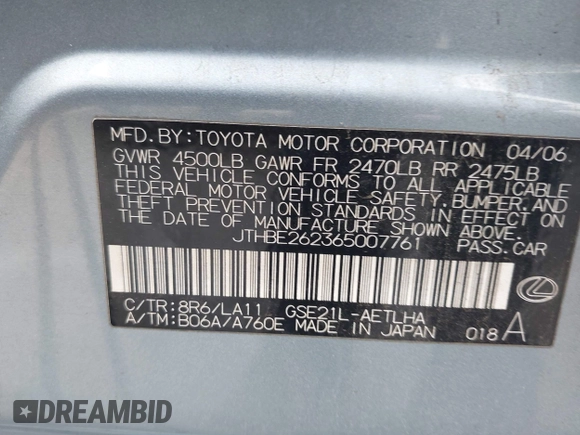 MFD.BY:TOYOTA MOTOR CORPORATION 04/06
GVWR 4500LB GAWR FR 2470LB RR 2475LB
THIS VEHICLE CONFORMS TO ALL APPLICABLE
FEDERAL MOTOR VEHICLE SAFETY.BUMPER.AND
THEFT PREVENTION STANDARDS IN EFFECT ON
THE DATE OF MANUFACTURE SHOWN ABOVE.
JTHBE262365007761 PASS.CAR
C/TR:8R6/LA11 GSE21L-AETLHA
A/TM:B06A/A760E MADE IN JAPAN 018A
DREAMBID